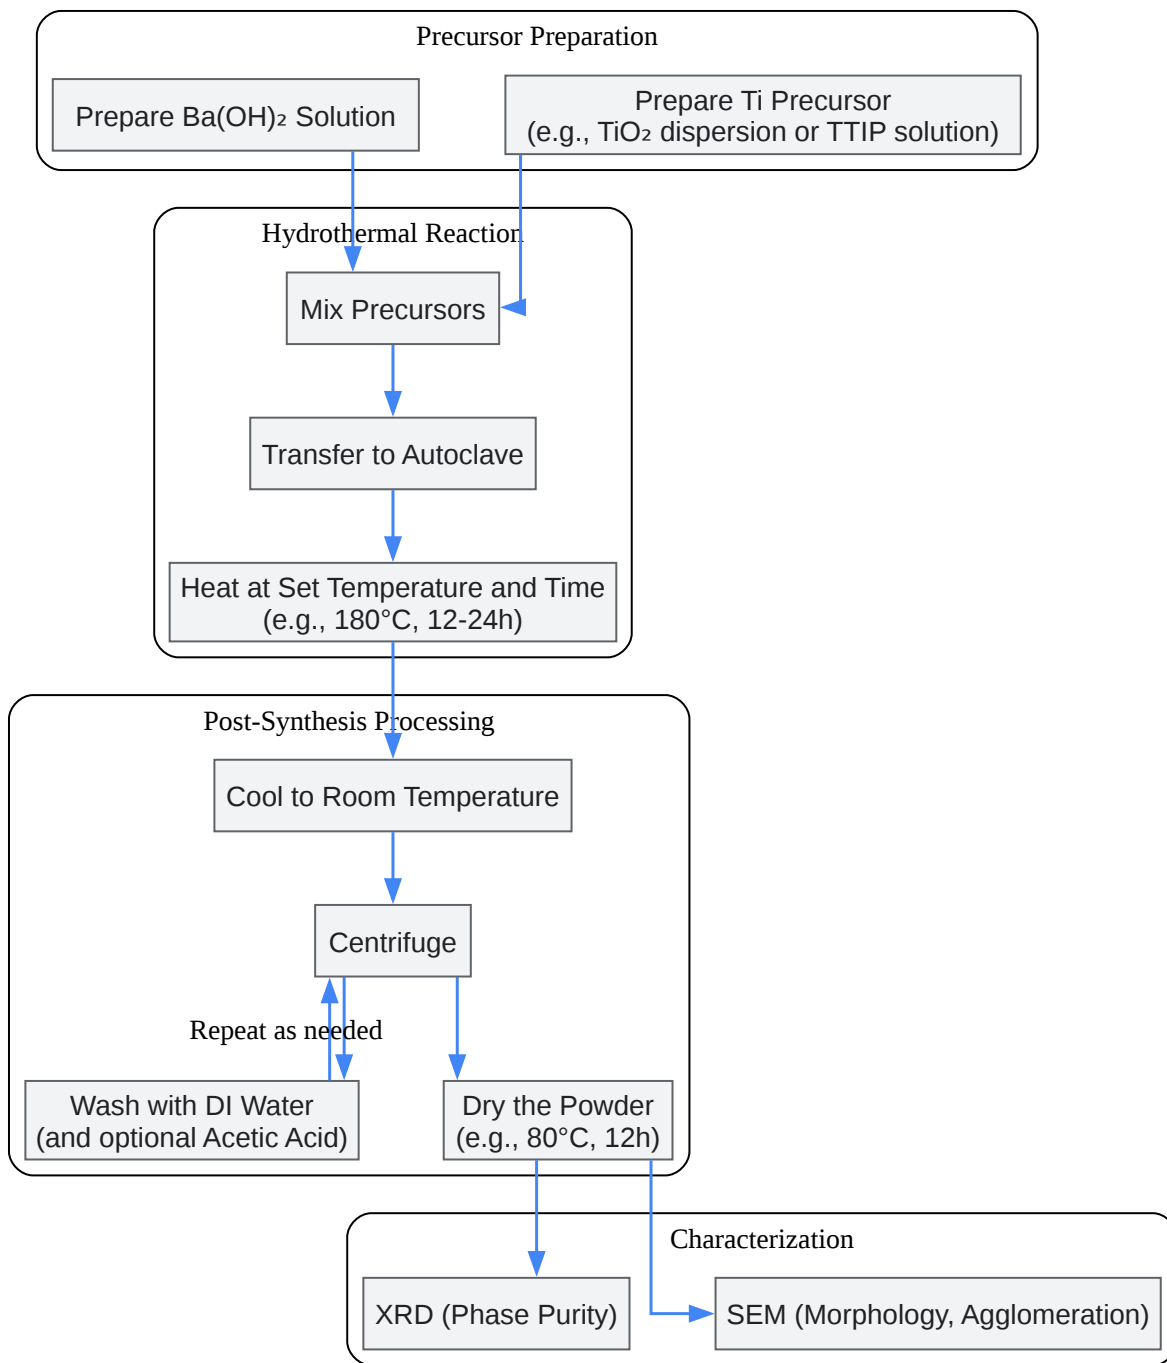 Precursor Preparation
Prepare Ba(OH)₂ Solution
Prepare Ti Precursor
(e.g., TiO₂ dispersion or TTIP solution)
Hydrothermal Reaction
Mix Precursors
Transfer to Autoclave
Heat at Set Temperature and Time
(e.g., 180°C, 12-24h)
Post-Synthesis Processing
Cool to Room Temperature
Centrifuge
Repeat as needed
Wash with DI Water
(and optional Acetic Acid)
Dry the Powder
(e.g., 80°C, 12h)
Characterization
XRD (Phase Purity)
SEM (Morphology, Agglomeration)